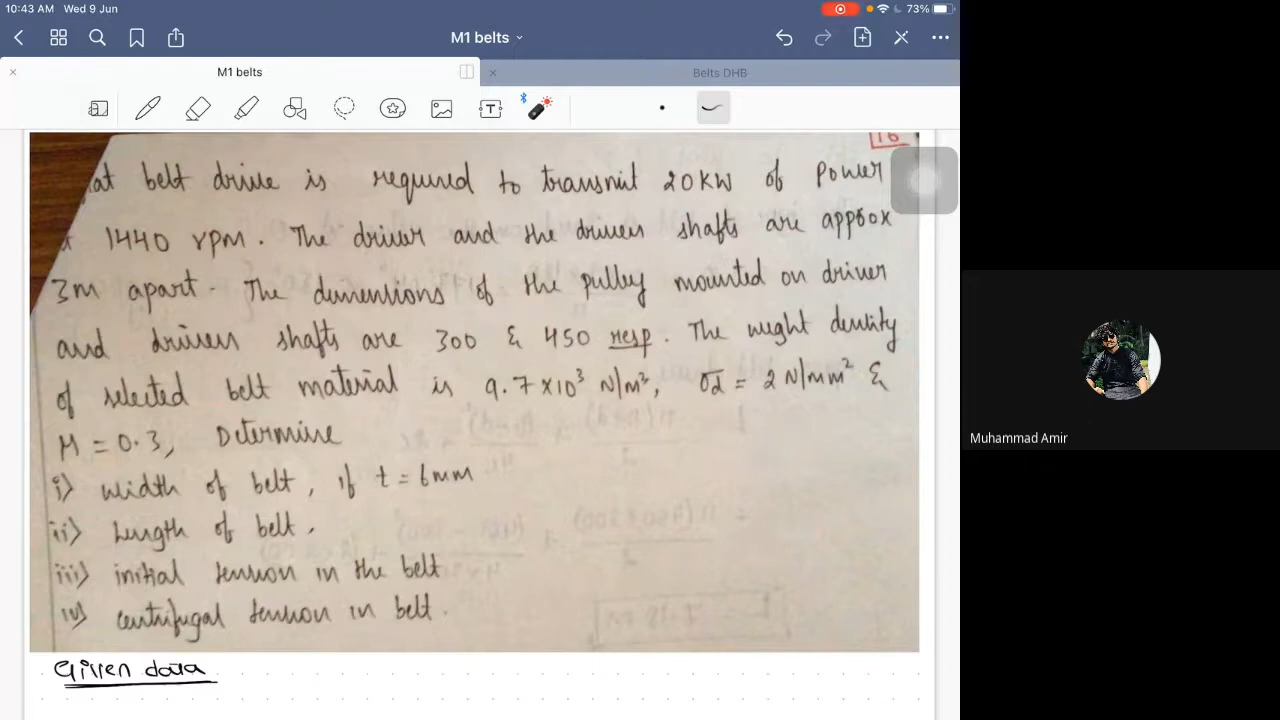 10:43 AM Wed 9 Jun
73%
M1 belts
M1 belts
Belts DHB
16
at belt drive is required to transmit 20KW of Power
1440 rpm. The driver and the driven shafts are approx
3m apart. The dimensions of the pulley mounted on driver
and driven shafts are 300 & 450 resp. The weight density
of selected belt material is 9.7×10³ N/m³, σd = 2 N/mm² &
μ = 0.3, Determine
i) width of belt, if t = 6mm
ii) Length of belt.
iii) initial tension in the belt
iv) centrifugal tension in belt.
Given data
Muhammad Amir